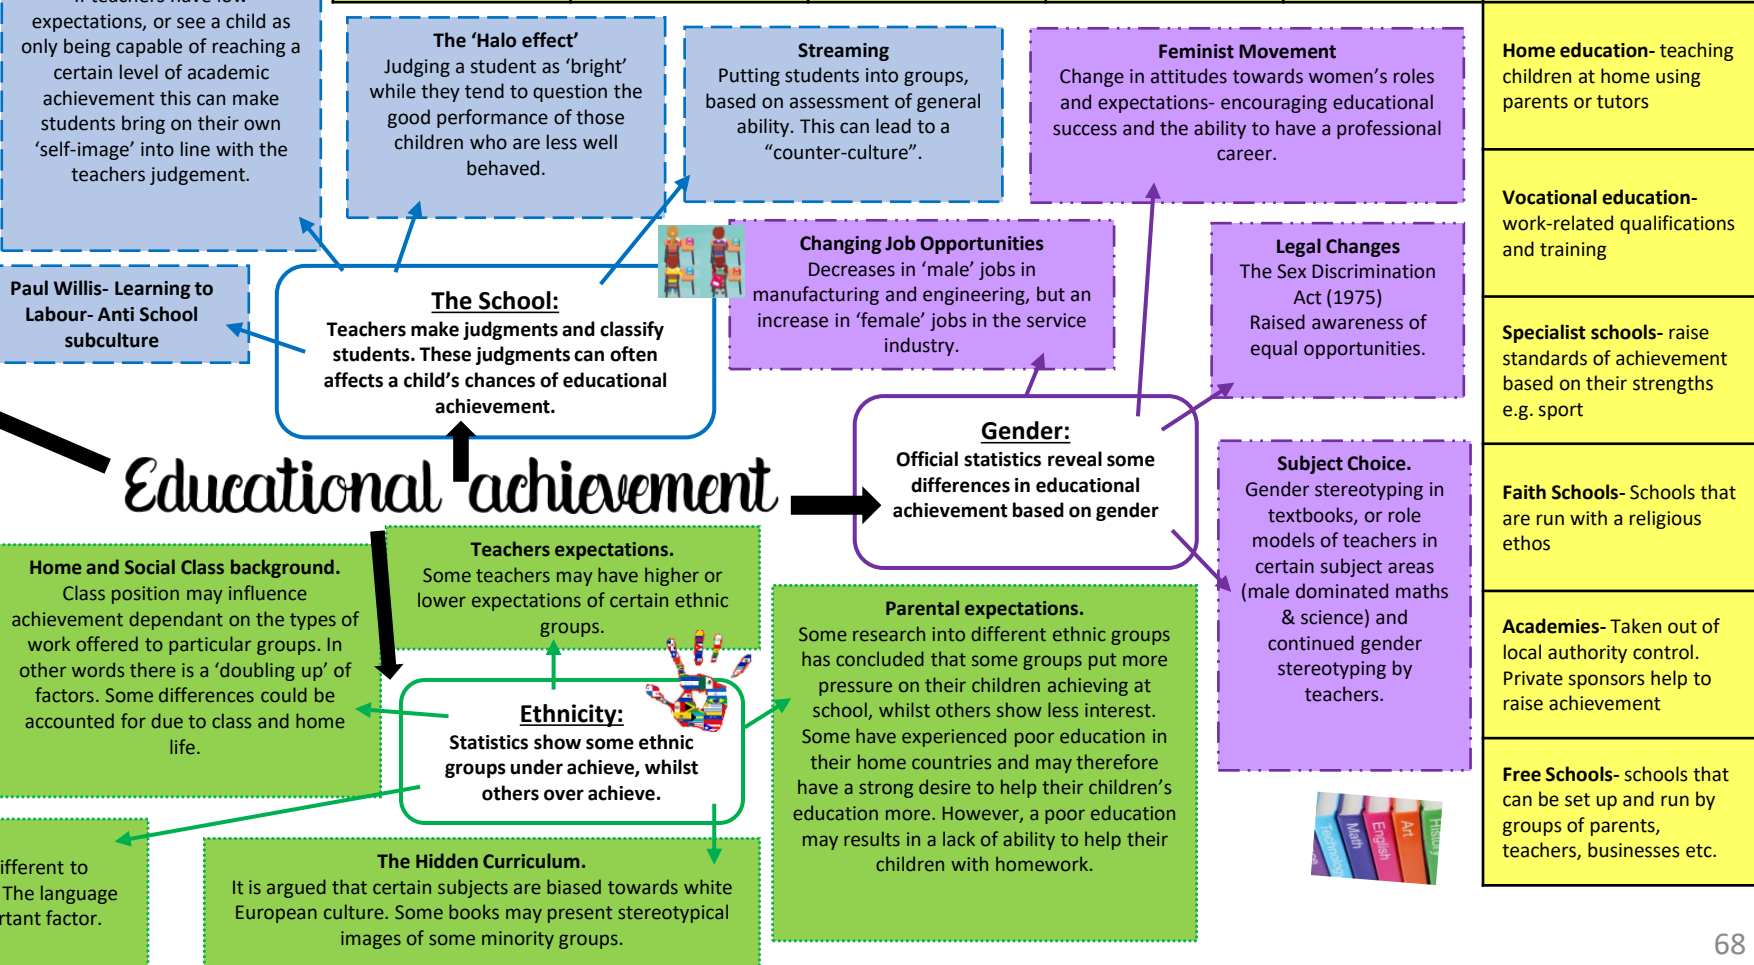 If teachers have low
expectations, or see a child as
only being capable of reaching a
certain level of academic
achievement this can make
students bring on their own
‘self-image’ into line with the
teachers judgement.
The ‘Halo effect’
Judging a student as ‘bright’
while they tend to question the
good performance of those
children who are less well
behaved.
Streaming
Putting students into groups,
based on assessment of general
ability. This can lead to a
“counter-culture”.
Feminist Movement
Change in attitudes towards women’s roles
and expectations- encouraging educational
success and the ability to have a professional
career.
Home education- teaching
children at home using
parents or tutors
Vocational education-
work-related qualifications
and training
Specialist schools- raise
standards of achievement
based on their strengths
e.g. sport
Faith Schools- Schools that
are run with a religious
ethos
Academies- Taken out of
local authority control.
Private sponsors help to
raise achievement
Free Schools- schools that
can be set up and run by
groups of parents,
teachers, businesses etc.
Paul Willis- Learning to
Labour- Anti School
subculture
The School:
Teachers make judgments and classify
students. These judgments can often
affects a child’s chances of educational
achievement.
Changing Job Opportunities
Decreases in ‘male’ jobs in
manufacturing and engineering, but an
increase in ‘female’ jobs in the service
industry.
Legal Changes
The Sex Discrimination
Act (1975)
Raised awareness of
equal opportunities.
Educational achievement
Gender:
Official statistics reveal some
differences in educational
achievement based on gender
Subject Choice.
Gender stereotyping in
textbooks, or role
models of teachers in
certain subject areas
(male dominated maths
& science) and
continued gender
stereotyping by
teachers.
Home and Social Class background.
Class position may influence
achievement dependant on the types of
work offered to particular groups. In
other words there is a ‘doubling up’ of
factors. Some differences could be
accounted for due to class and home
life.
Teachers expectations.
Some teachers may have higher or
lower expectations of certain ethnic
groups.
Parental expectations.
Some research into different ethnic groups
has concluded that some groups put more
pressure on their children achieving at
school, whilst others show less interest.
Some have experienced poor education in
their home countries and may therefore
have a strong desire to help their children’s
education more. However, a poor education
may results in a lack of ability to help their
children with homework.
Ethnicity:
Statistics show some ethnic
groups under achieve, whilst
others over achieve.
different to
The language
factor.
The Hidden Curriculum.
It is argued that certain subjects are biased towards white
European culture. Some books may present stereotypical
images of some minority groups.
Technology
Math
English
Art
History
68